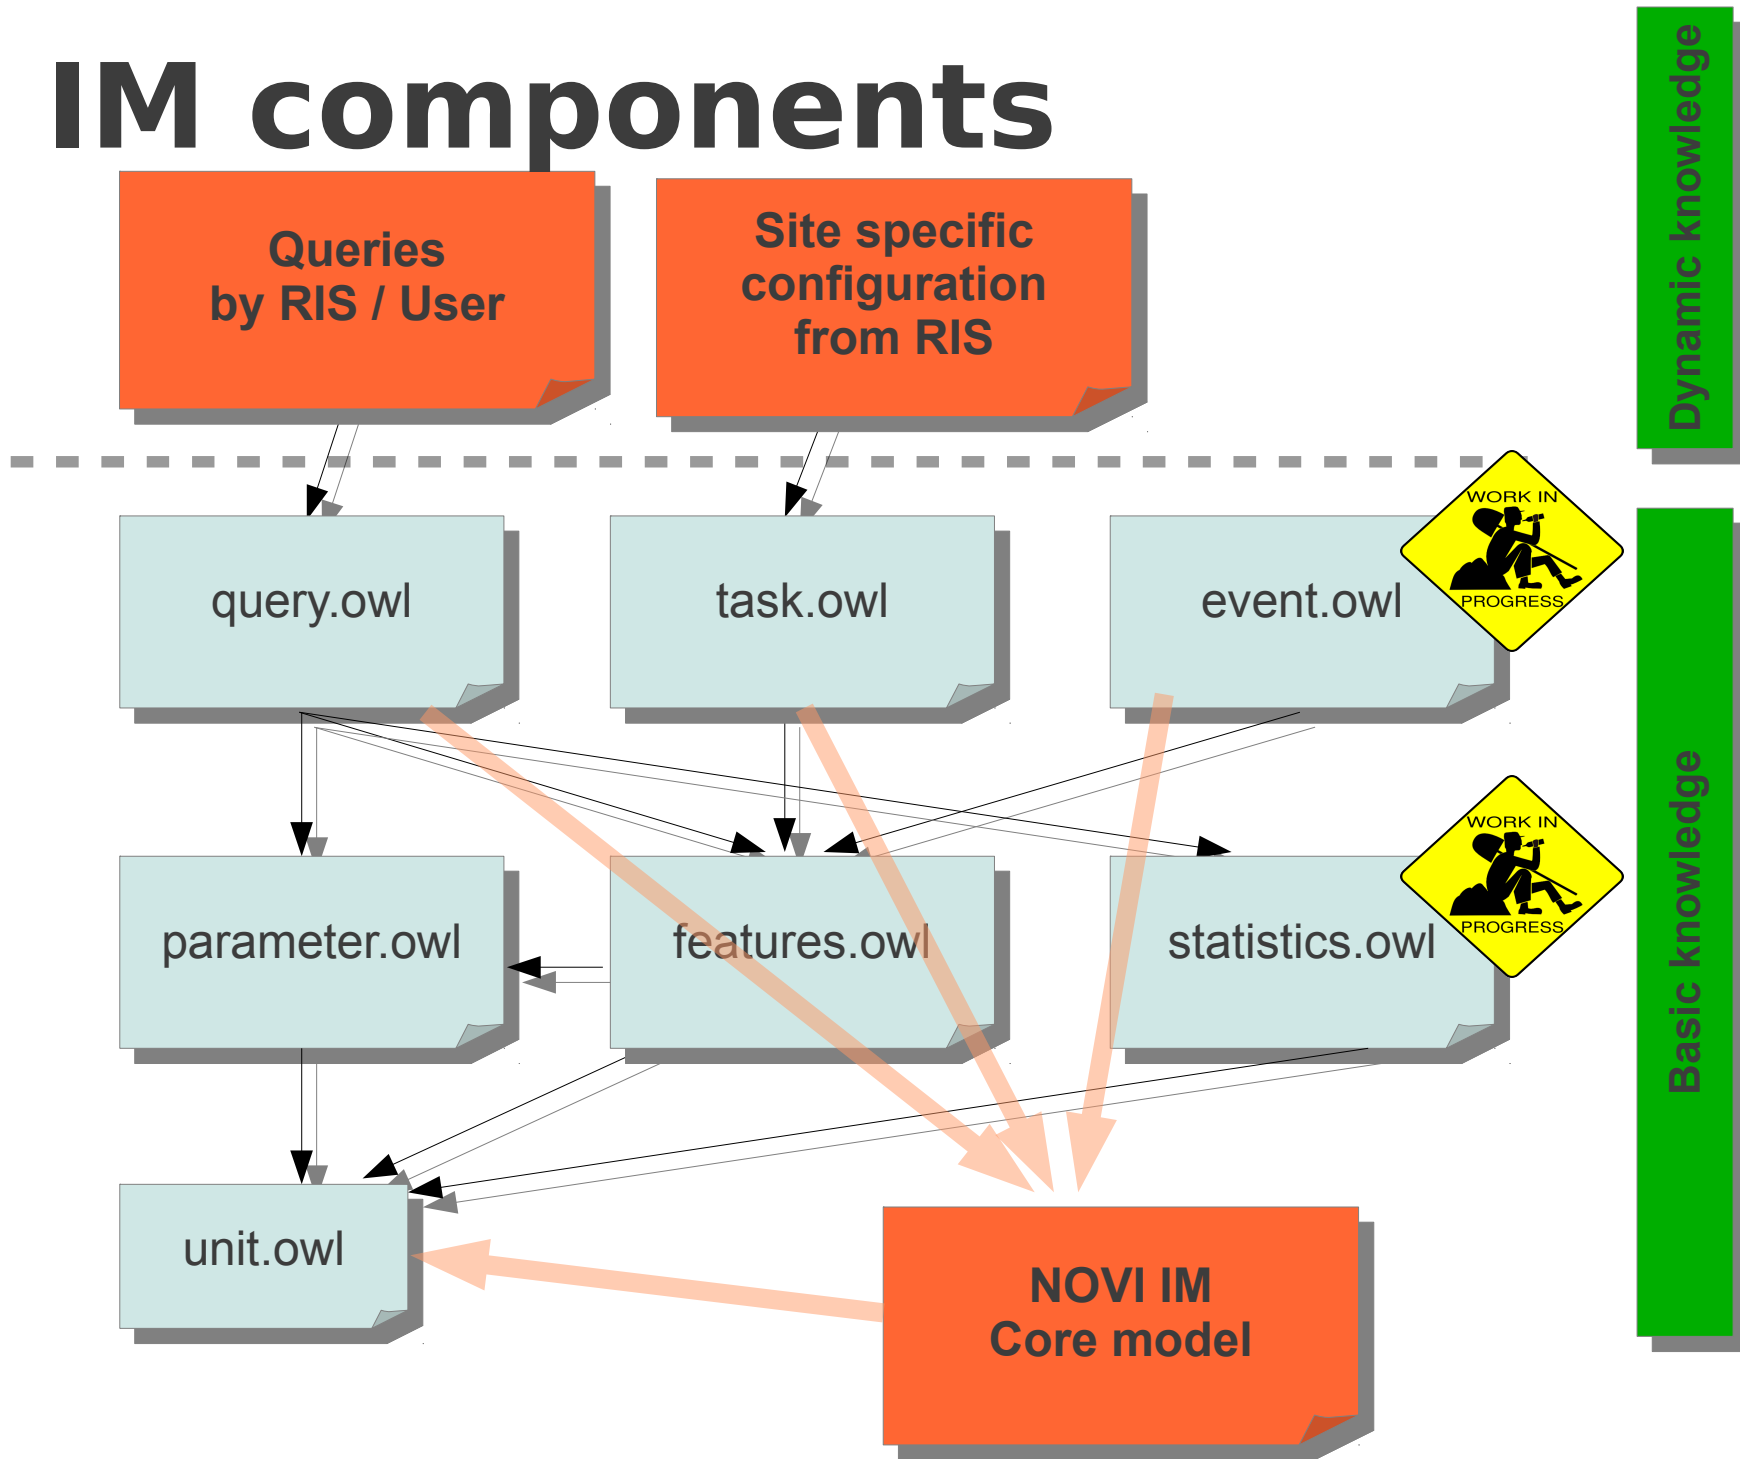 IM components
Dynamic knowledge
Queries
by RIS / User
Site specific
configuration
from RIS
query.owl
task.owl
event.owl
WORK IN
PROGRESS
Basic knowledge
parameter.owl
features.owl
statistics.owl
WORK IN
PROGRESS
unit.owl
NOVI IM
Core model